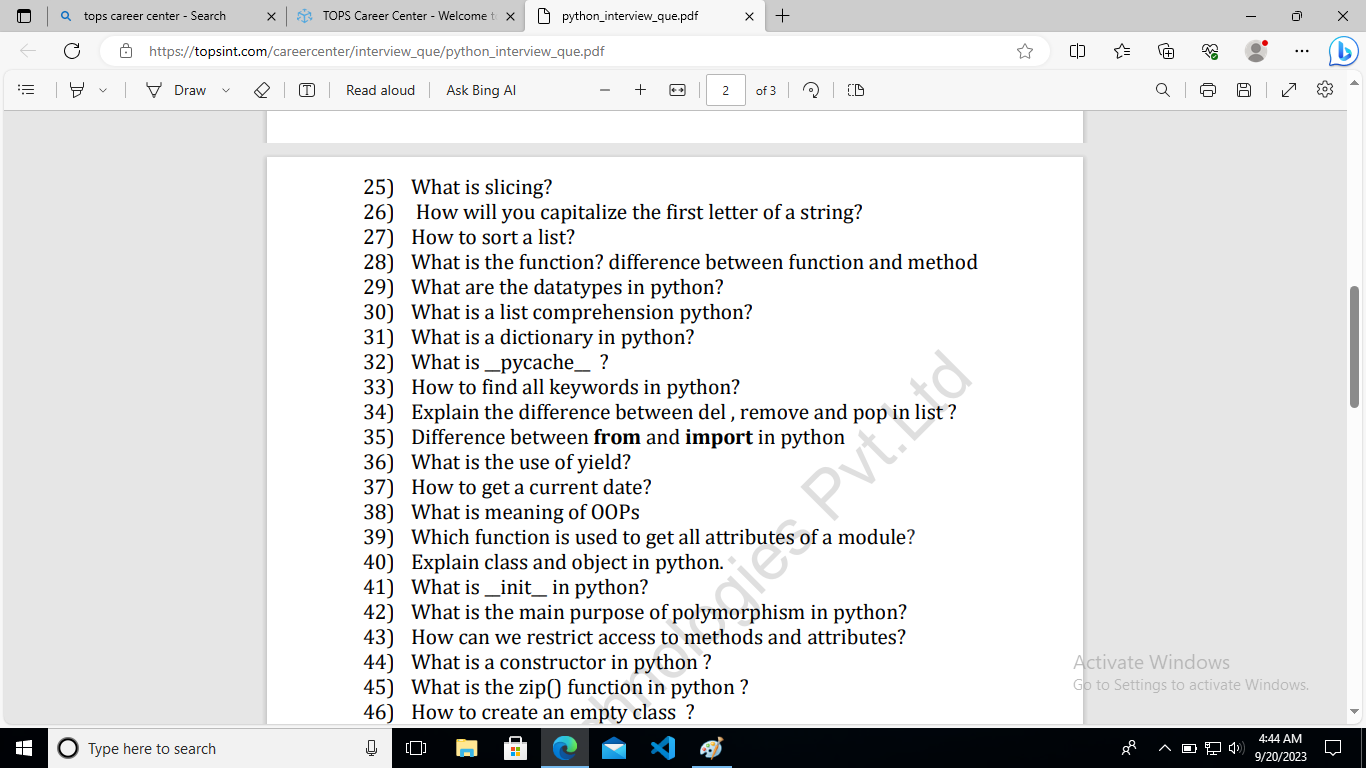 tops career center - Search
TOPS Career Center - Welcome t
python_interview_que.pdf
https://topsint.com/careercenter/interview_que/python_interview_que.pdf
Draw
Read aloud
Ask Bing AI
2
of 3
25) What is slicing?
26) How will you capitalize the first letter of a string?
27) How to sort a list?
28) What is the function? difference between function and method
29) What are the datatypes in python?
30) What is a list comprehension python?
31) What is a dictionary in python?
32) What is __pycache__ ?
33) How to find all keywords in python?
34) Explain the difference between del , remove and pop in list ?
35) Difference between from and import in python
36) What is the use of yield?
37) How to get a current date?
38) What is meaning of OOPs
39) Which function is used to get all attributes of a module?
40) Explain class and object in python.
41) What is __init__ in python?
42) What is the main purpose of polymorphism in python?
43) How can we restrict access to methods and attributes?
44) What is a constructor in python ?
45) What is the zip() function in python ?
46) How to create an empty class ?
chnologies Pvt.Ltd
Activate Windows
Go to Settings to activate Windows.
Type here to search
4:44 AM
9/20/2023